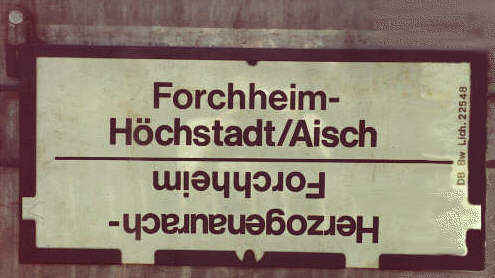 Forchheim-
Höchstadt/Aisch
Herzogenaurach-
Forchheim
DB Bw Lich. 22548